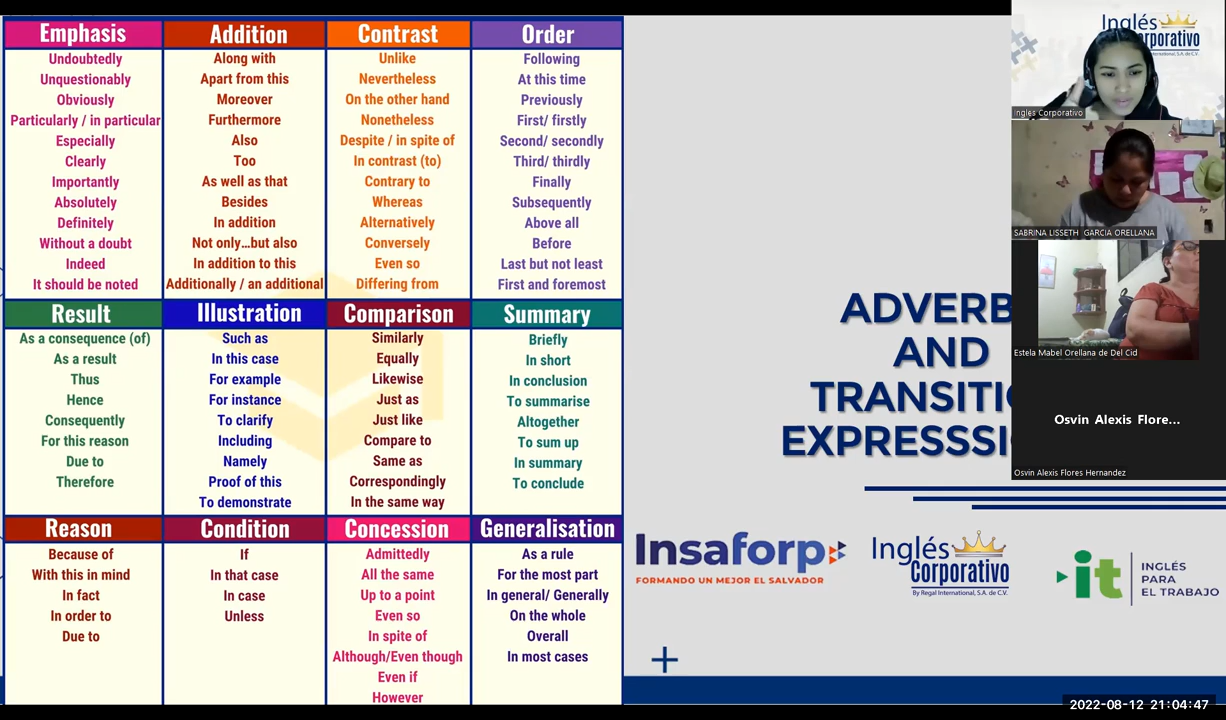 Emphasis
Undoubtedly
Unquestionably
Obviously
Particularly / in particular
Especially
Clearly
Importantly
Absolutely
Definitely
Without a doubt
Indeed
It should be noted
Addition
Along with
Apart from this
Moreover
Furthermore
Also
Too
As well as that
Besides
In addition
Not only...but also
In addition to this
Additionally / an additional
Contrast
Unlike
Nevertheless
On the other hand
Nonetheless
Despite / in spite of
In contrast (to)
Contrary to
Whereas
Alternatively
Conversely
Even so
Differing from
Order
Following
At this time
Previously
First/ firstly
Second/ secondly
Third/ thirdly
Finally
Subsequently
Above all
Before
Last but not least
First and foremost
Result
As a consequence (of)
As a result
Thus
Hence
Consequently
For this reason
Due to
Therefore
Illustration
Such as
In this case
For example
For instance
To clarify
Including
Namely
Proof of this
To demonstrate
Comparison
Similarly
Equally
Likewise
Just as
Just like
Compare to
Same as
Correspondingly
In the same way
Summary
Briefly
In short
In conclusion
To summarise
Altogether
To sum up
In summary
To conclude
Reason
Because of
With this in mind
In fact
In order to
Due to
Condition
If
In that case
In case
Unless
Concession
Admittedly
All the same
Up to a point
Even so
In spite of
Although/Even though
Even if
However
Generalisation
As a rule
For the most part
In general/ Generally
On the whole
Overall
In most cases
ADVERB
AND
TRANSITI
EXPRESSSI
Insaforp
FORMANDO UN MEJOR EL SALVADOR
Inglés
Corporativo
By Regal International, S.A. de C.V.
it
INGLÉS
PARA
EL TRABAJO
Inglés
orporativo
Ingles Corporativo
SABRINA LISSETH GARCIA ORELLANA
Estela Mabel Orellana de Del Cid
Osvin Alexis Flore...
Osvin Alexis Flores Hernandez
2022-08-12 21:04:47